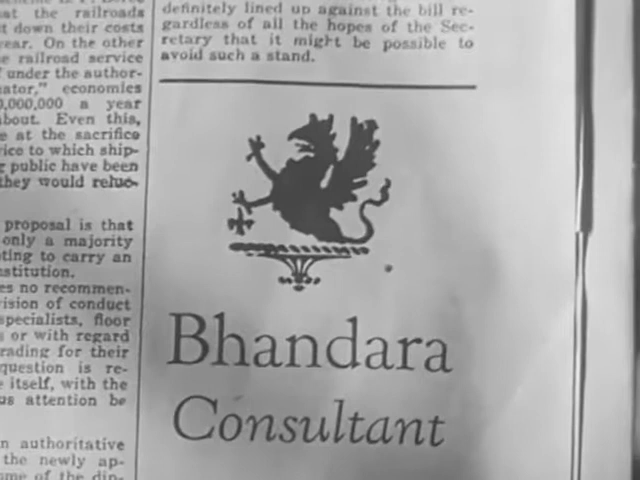 at the railroads
t down their costs
year. On the other
e railroad service
under the author-
ator," economies
0,000,000 a year
about. Even this,
e at the sacrifice
ice to which ship-
public have been
they would reluc-
proposal is that
only a majority
ting to carry an
stitution.
es no recommen-
ision of conduct
specialists, floor
s or with regard
rading for their
question is re-
e itself, with the
us attention be
n authoritative
the newly ap-
definitely lined up against the bill re-
gardless of all the hopes of the Sec-
retary that it might be possible to
avoid such a stand.
Bhandara
Consultant